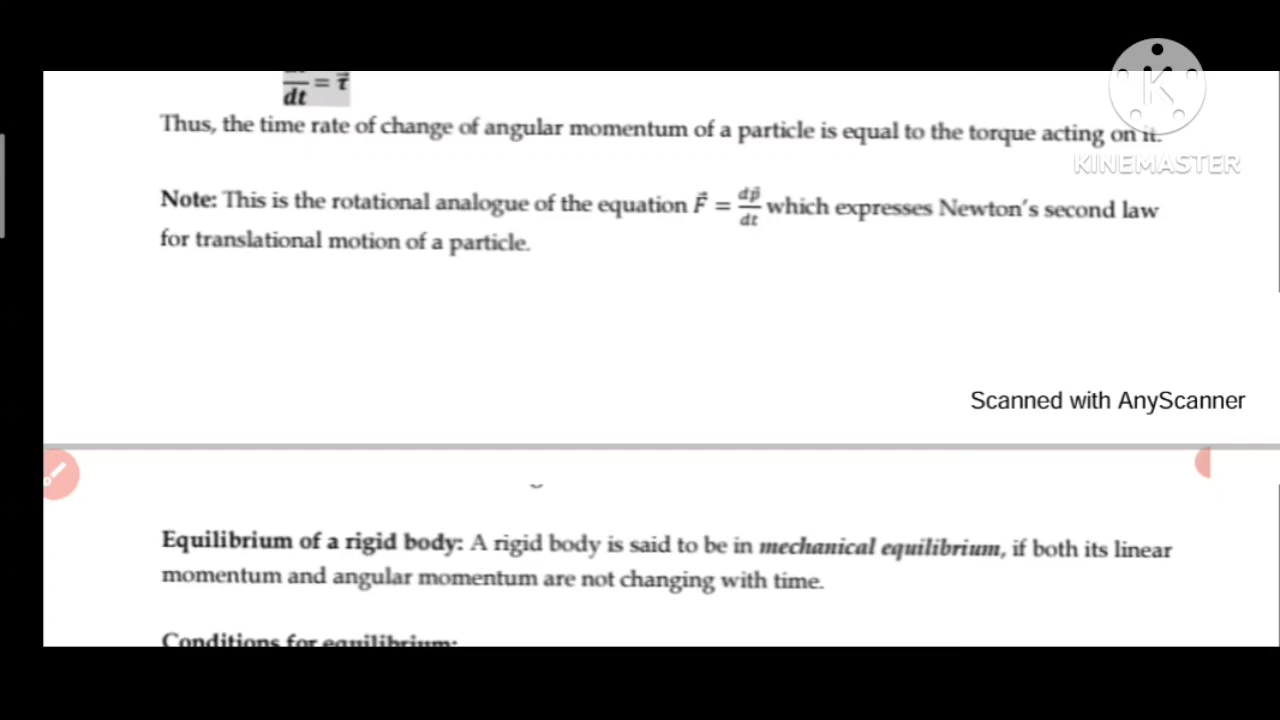 K
KINEMASTER
dt = τ⃗
Thus, the time rate of change of angular momentum of a particle is equal to the torque acting on it.
Note: This is the rotational analogue of the equation F⃗ = dp⃗/dt which expresses Newton's second law
for translational motion of a particle.
Scanned with AnyScanner
Equilibrium of a rigid body: A rigid body is said to be in mechanical equilibrium, if both its linear
momentum and angular momentum are not changing with time.
Conditions for equilibrium: